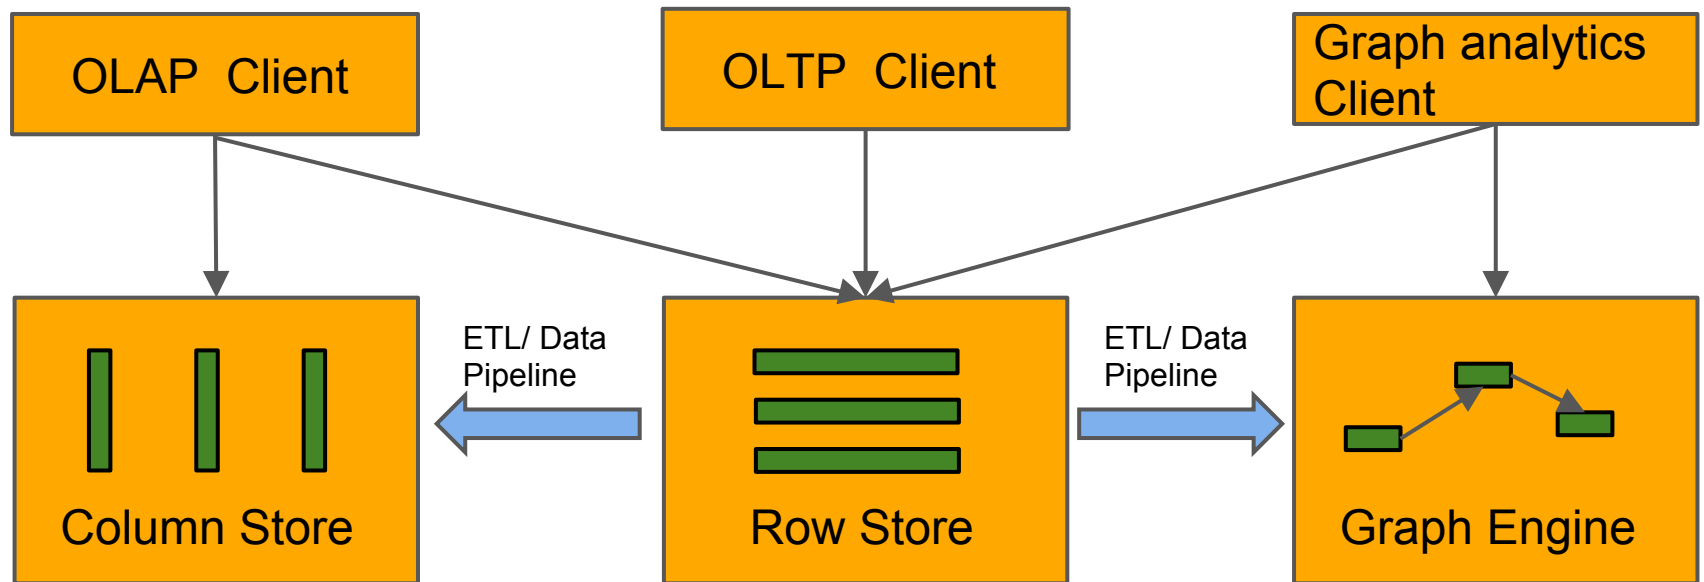 OLAP  Client
OLTP  Client
Graph analytics
Client
ETL/ Data
Pipeline
ETL/ Data
Pipeline
Column Store
Row Store
Graph Engine